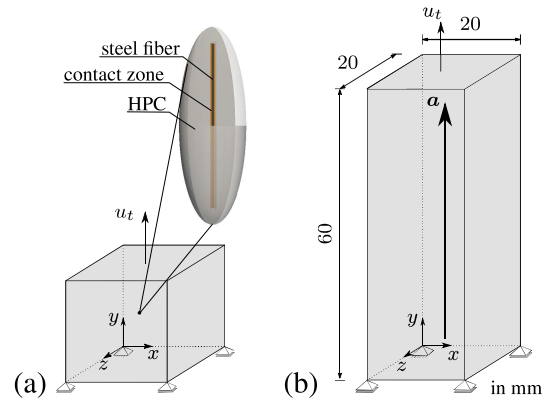 steel fiber
contact zone
HPC
u_t
y
x
z
(a)
u_t
20
20
a
60
y
x
z
(b)
in mm